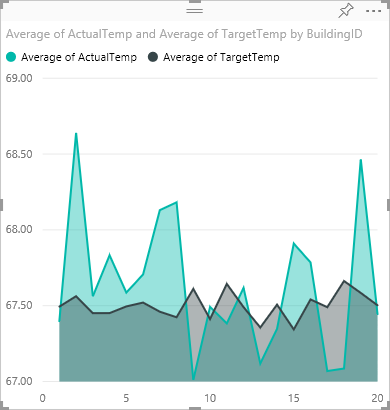 Average of ActualTemp and Average of TargetTemp by BuildingID
Average of ActualTemp Average of TargetTemp
69.00
68.50
68.00
67.50
67.00
0 5 10 15 20